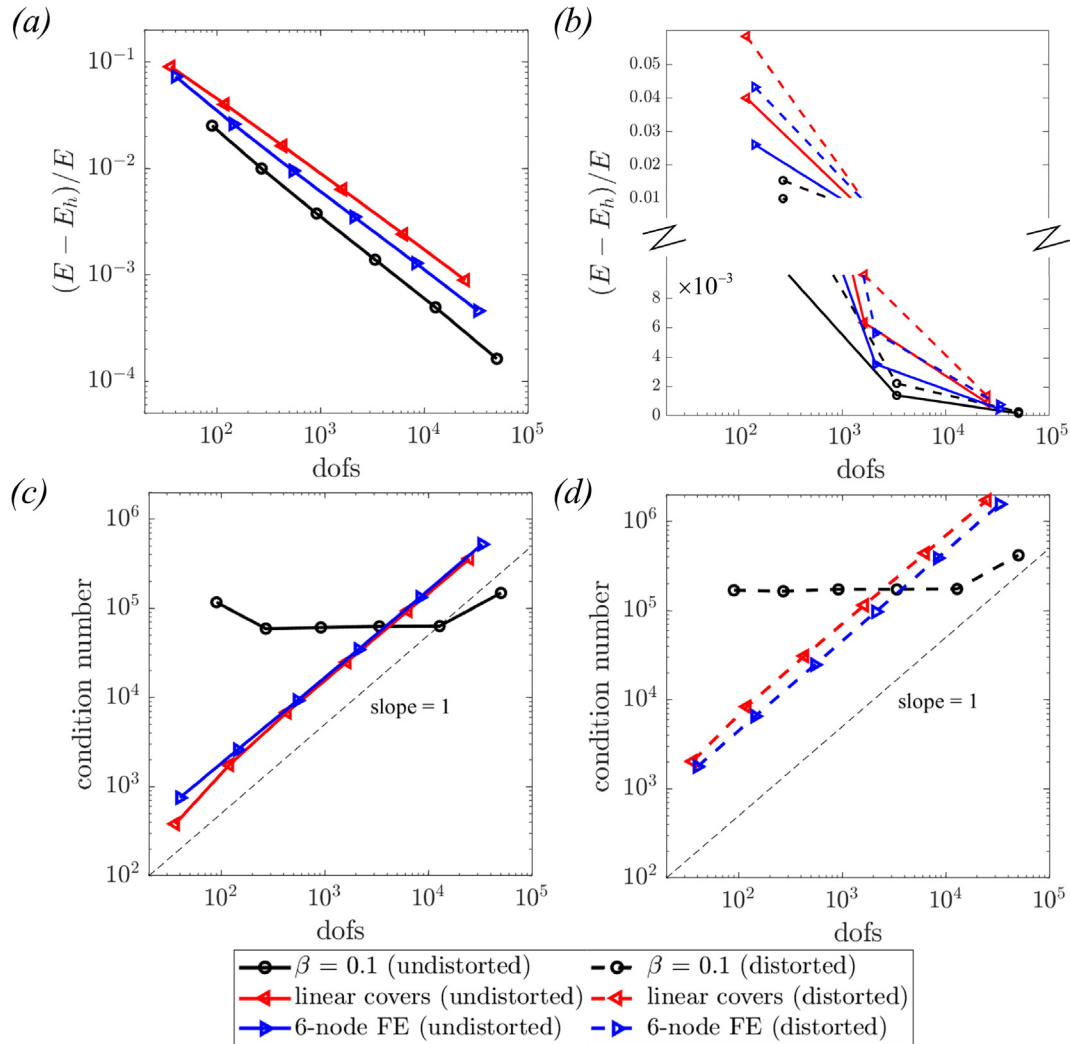 (a)
(E − E_h)/E
10^−1
10^−2
10^−3
10^−4
10^2
10^3
10^4
10^5
dofs
(b)
(E − E_h)/E
0.05
0.04
0.03
0.02
0.01
×10^−3
8
6
4
2
0
10^2
10^3
10^4
10^5
dofs
(c)
condition number
10^6
10^5
10^4
10^3
10^2
slope = 1
10^2
10^3
10^4
10^5
dofs
(d)
condition number
10^6
10^5
10^4
10^3
10^2
slope = 1
10^2
10^3
10^4
10^5
dofs
β = 0.1 (undistorted)
β = 0.1 (distorted)
linear covers (undistorted)
linear covers (distorted)
6-node FE (undistorted)
6-node FE (distorted)